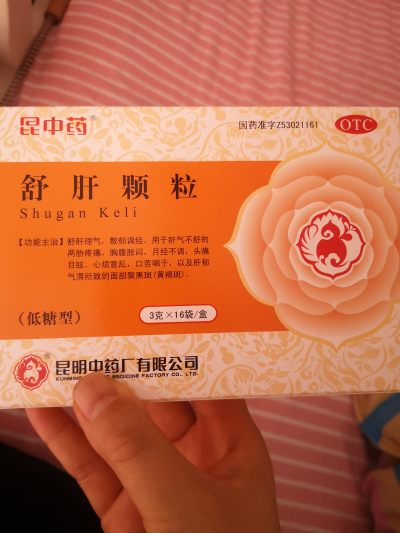 昆中药®
国药准字Z53021161
OTC
舒肝颗粒
Shugan Keli
【功能主治】舒肝理气,散郁调经。用于肝气不舒的
两胁疼痛,胸腹胀闷,月经不调,头痛
目眩,心烦意乱,口苦咽干,以及肝郁
气滞所致的面部黧黑斑(黄褐斑)。
(低糖型)
3克×16袋/盒
®
昆明中药厂有限公司
KUNMING MEDICINE FACTORY CO., LTD.